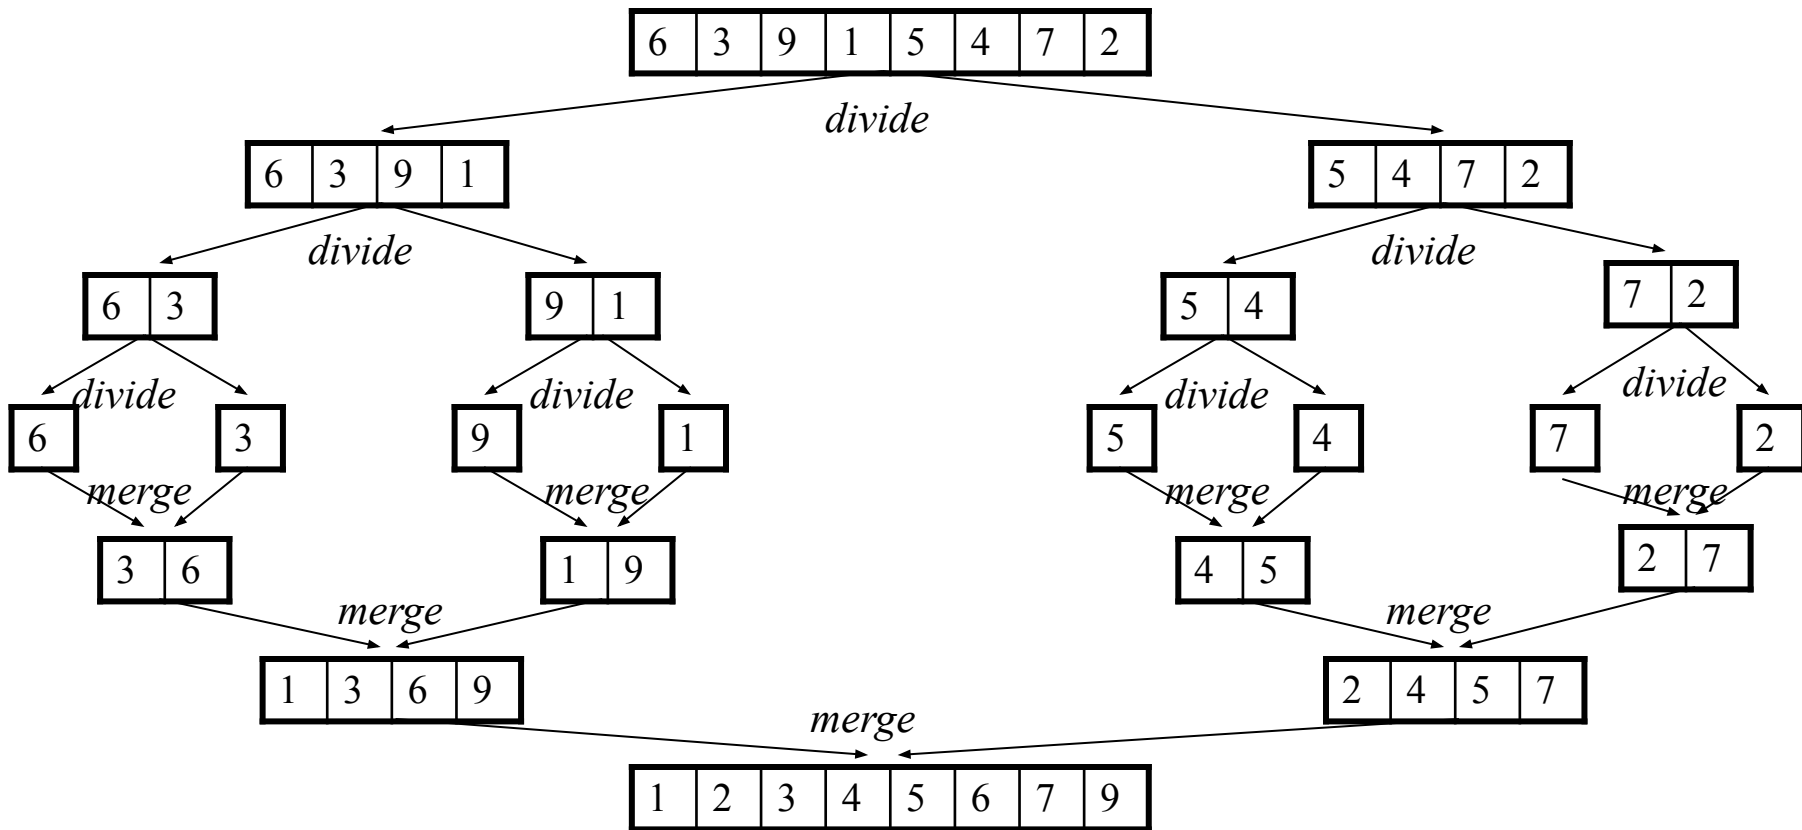 6 3 9 1 5 4 7 2
divide
6 3 9 1 5 4 7 2
divide divide
6 3 9 1 5 4 7 2
divide divide divide divide
6 3 9 1 5 4 7 2
merge merge merge merge
3 6 1 9 4 5 2 7
merge merge
1 3 6 9 2 4 5 7
merge
1 2 3 4 5 6 7 9